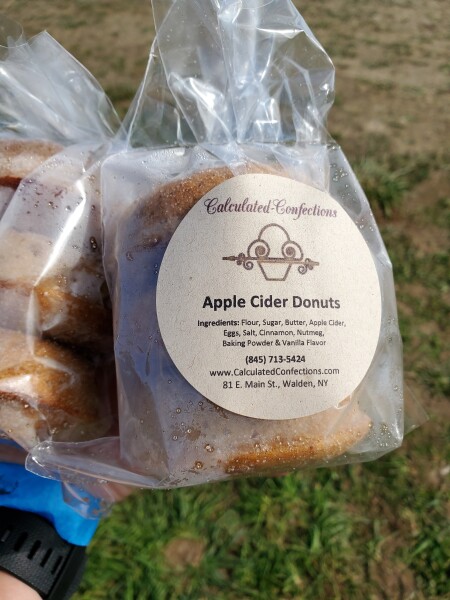 Calculated-Confections
Apple Cider Donuts
Ingredients: Flour, Sugar, Butter, Apple Cider,
Eggs, Salt, Cinnamon, Nutmeg,
Baking Powder & Vanilla Flavor
(845) 713-5424
www.CalculatedConfections.com
81 E. Main St., Walden, NY